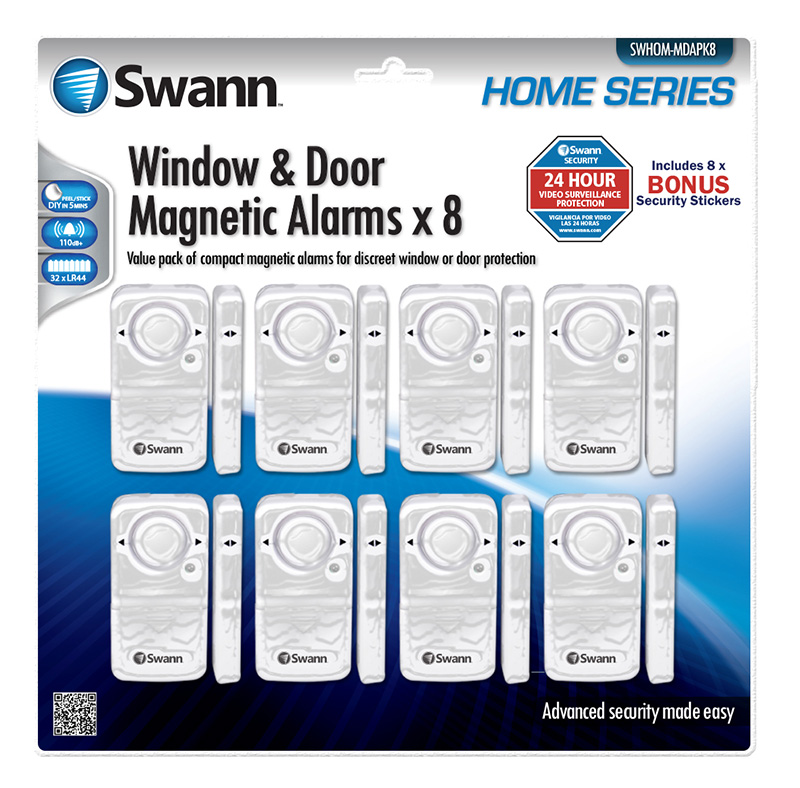 SWHOM-MDAPK8
Swann™
HOME SERIES
Window & Door
Magnetic Alarms x 8
Value pack of compact magnetic alarms for discreet window or door protection
PEEL/STICK
DIY IN 5 MINS
110dB+
32 x LR44
Swann
SECURITY
24 HOUR
VIDEO SURVEILLANCE
PROTECTION
VIGILANCIA POR VIDEO
LAS 24 HORAS
www.swann.com
Includes 8 x
BONUS
Security Stickers
Swann
Swann
Swann
Swann
Swann
Swann
Swann
Swann
Advanced security made easy